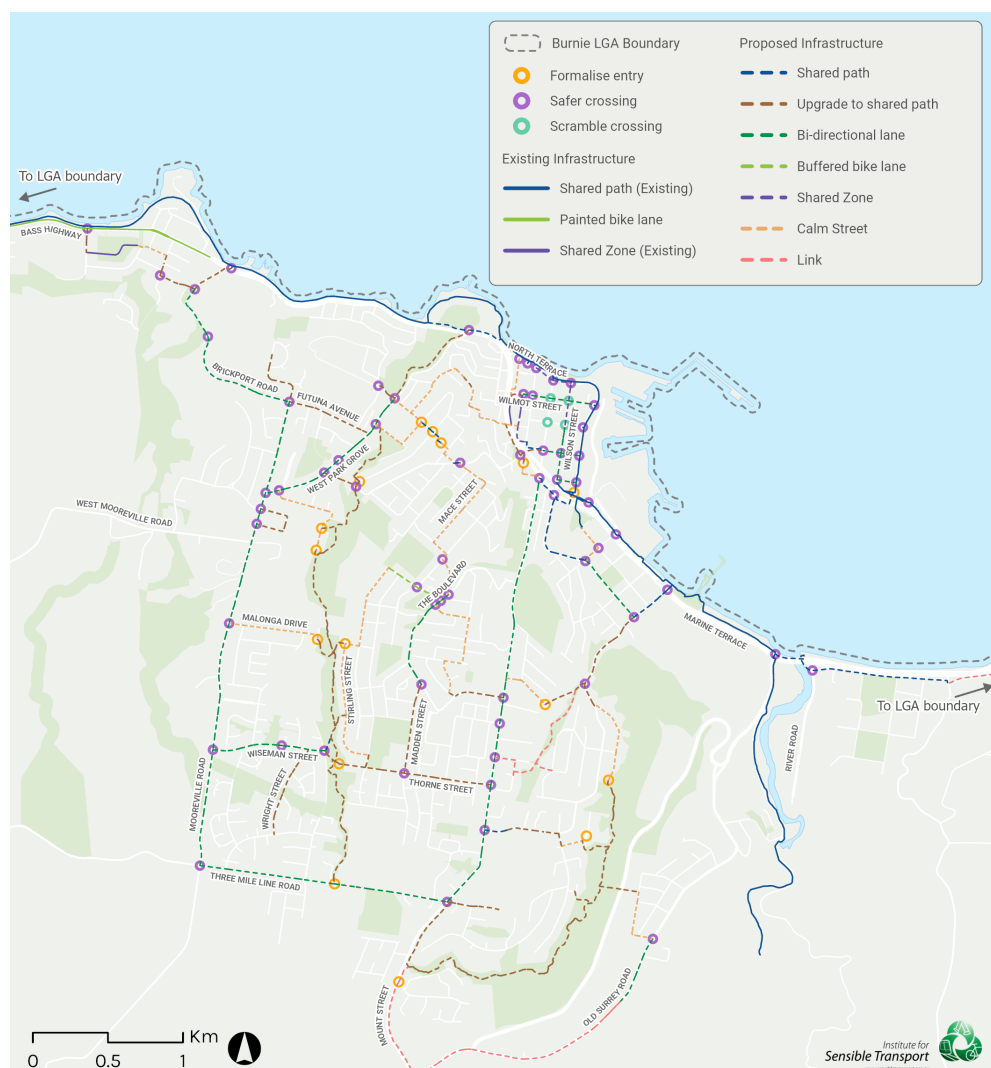 Burnie LGA Boundary
Formalise entry
Safer crossing
Scramble crossing
Existing Infrastructure
Shared path (Existing)
Painted bike lane
Shared Zone (Existing)
Proposed Infrastructure
Shared path
Upgrade to shared path
Bi-directional lane
Buffered bike lane
Shared Zone
Calm Street
Link
To LGA boundary
BASS HIGHWAY
NORTH TERRACE
BRICKPORT ROAD
FUTUNA AVENUE
WILMOT STREET
WILSON STREET
WEST PARK GROVE
WEST MOOREVILLE ROAD
MACE STREET
THE BOULEVARD
MALONGA DRIVE
MARINE TERRACE
STIRLING STREET
MADDEN STREET
To LGA boundary
RIVER ROAD
WISEMAN STREET
MOOREVILLE ROAD
WRIGHT STREET
THORNE STREET
THREE MILE LINE ROAD
OLD SURREY ROAD
MOUNT STREET
Km
0 0.5 1
Institute for
Sensible Transport